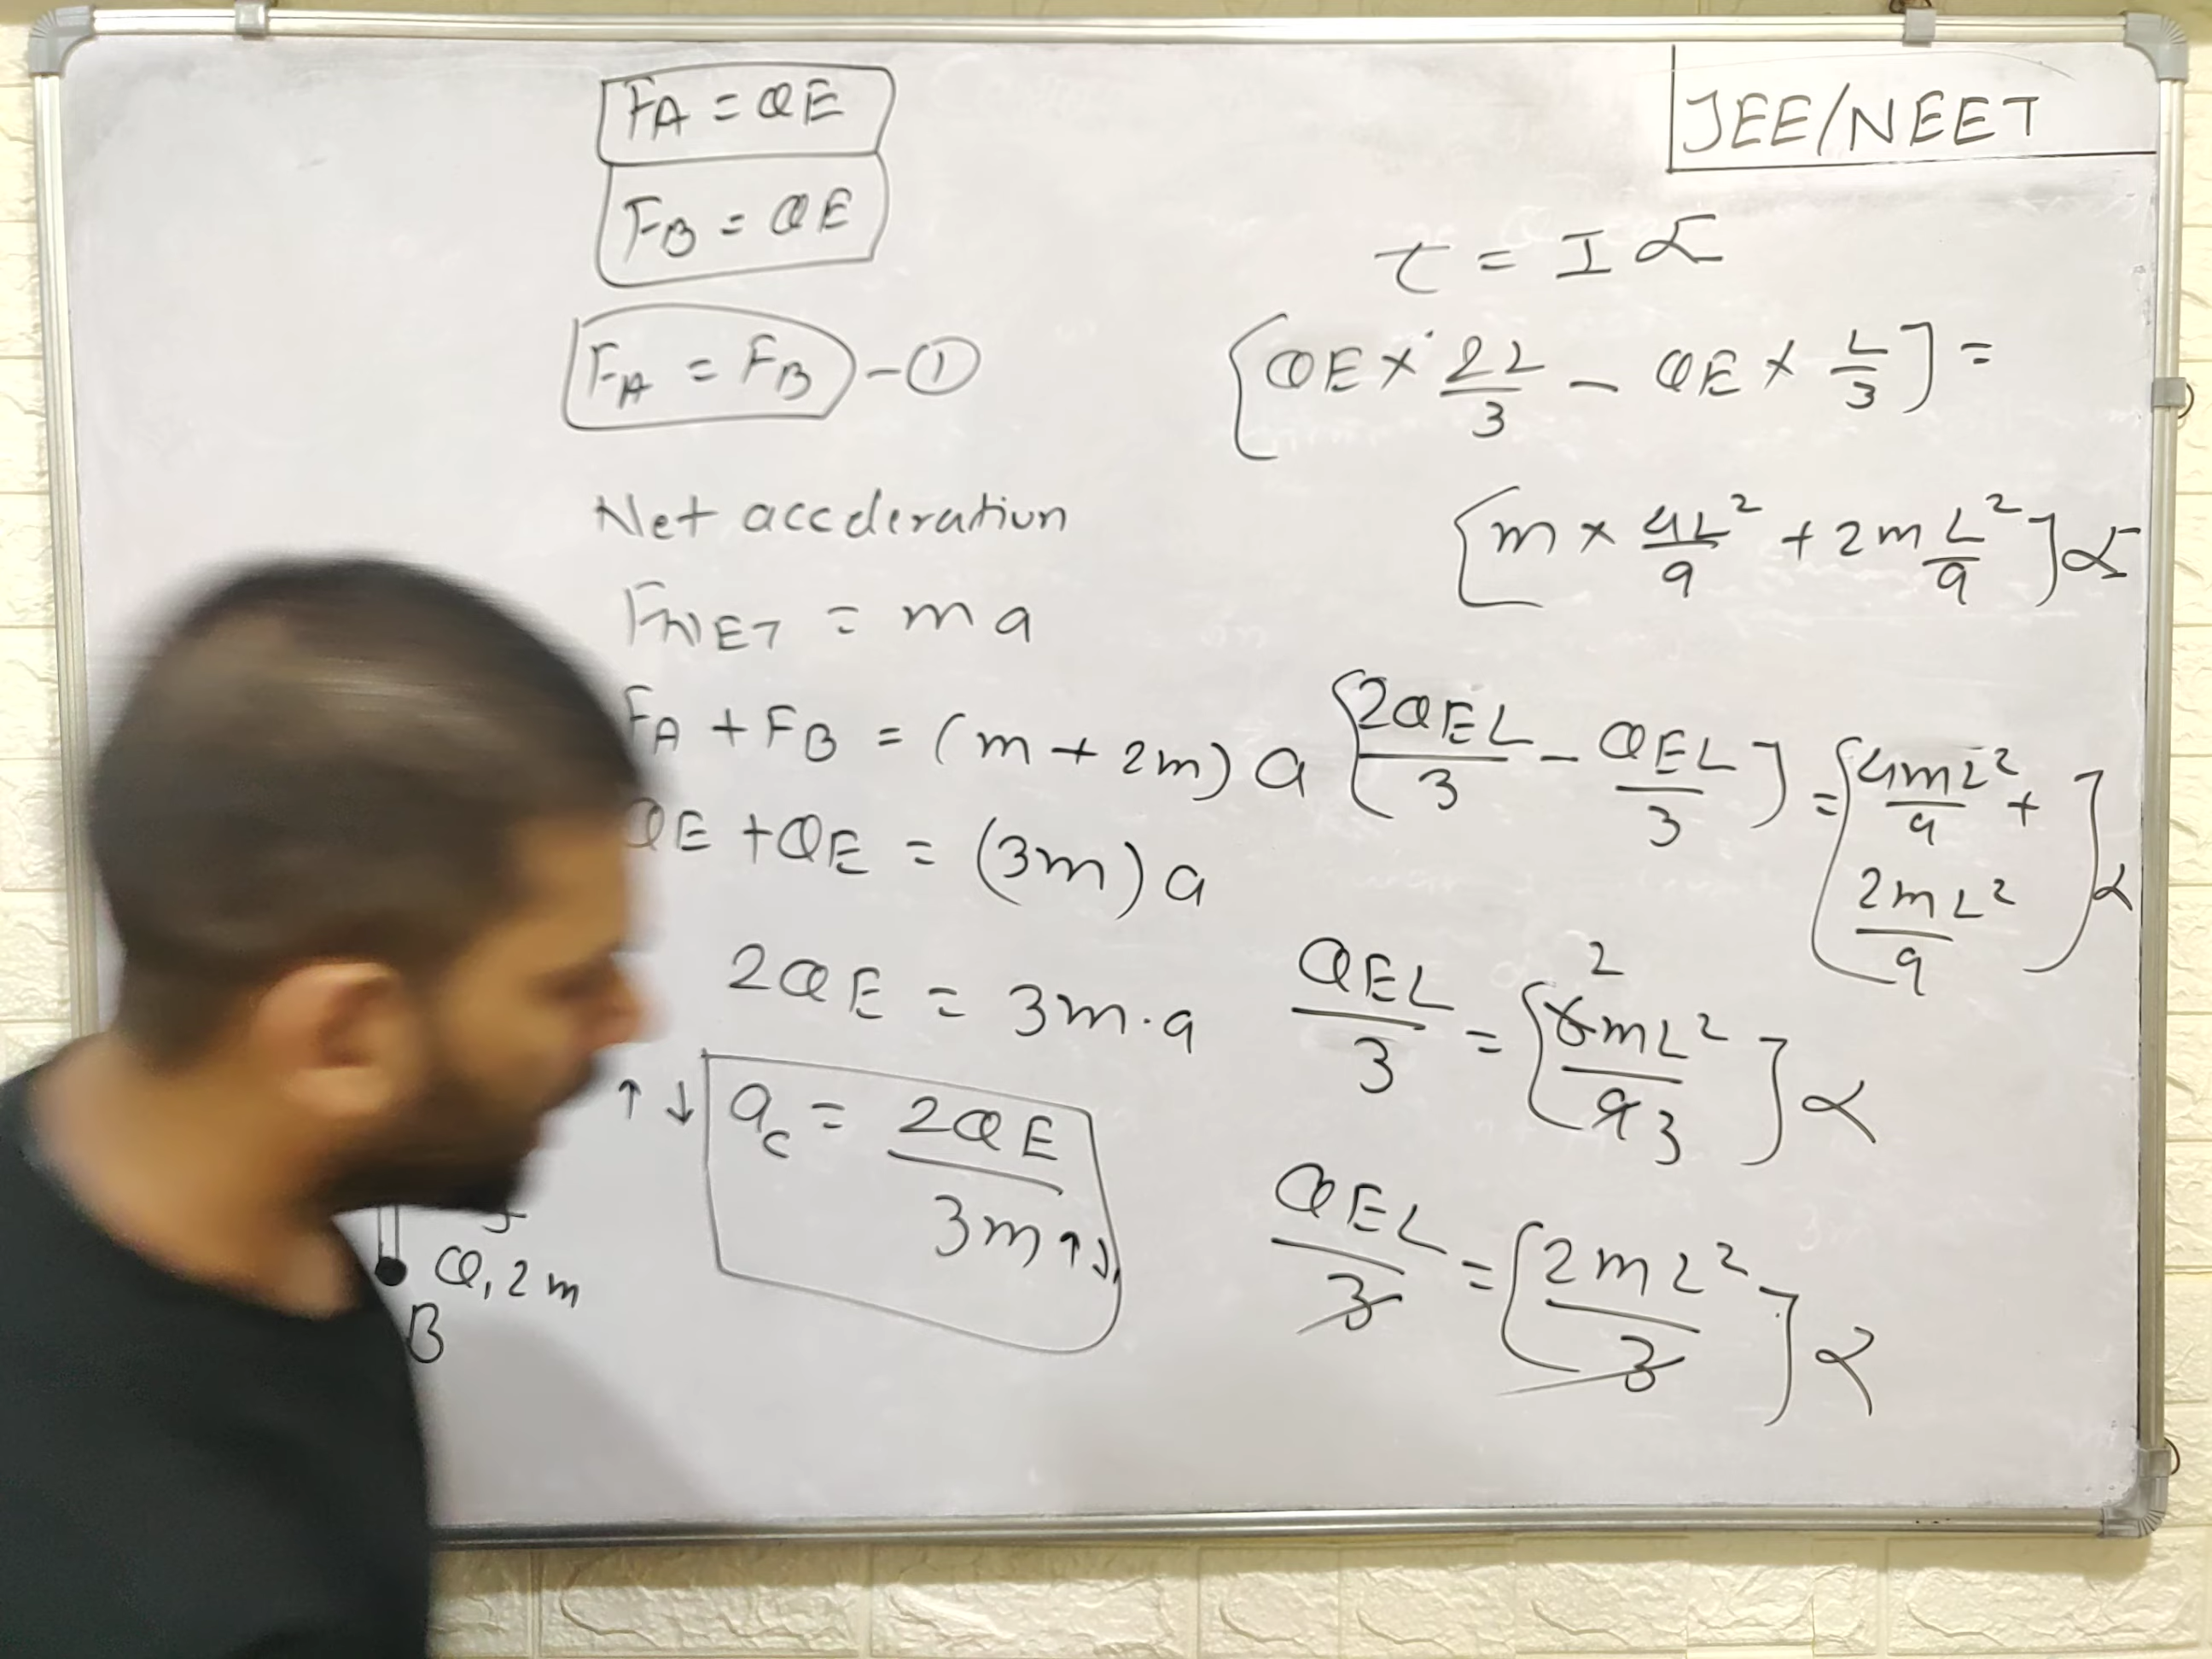 JEE/NEET
FA = QE
FB = QE
FA = FB - ①
Net acceleration
FNET = ma
FA + FB = (m + 2m) a
QE + QE = (3m) a
2QE = 3m·a
↑↓ ac = 2QE/3m ↑↓
Q, 2m
B
τ = I α
[QE × 2L/3 - QE × L/3] =
[m × 4L²/9 + 2m L²/9] α
[2QEL/3 - QEL/3] = [4mL²/9 + 2mL²/9] α
QEL/3 = [6mL²/9] α
2
3
QEL/3 = [2mL²/3] α